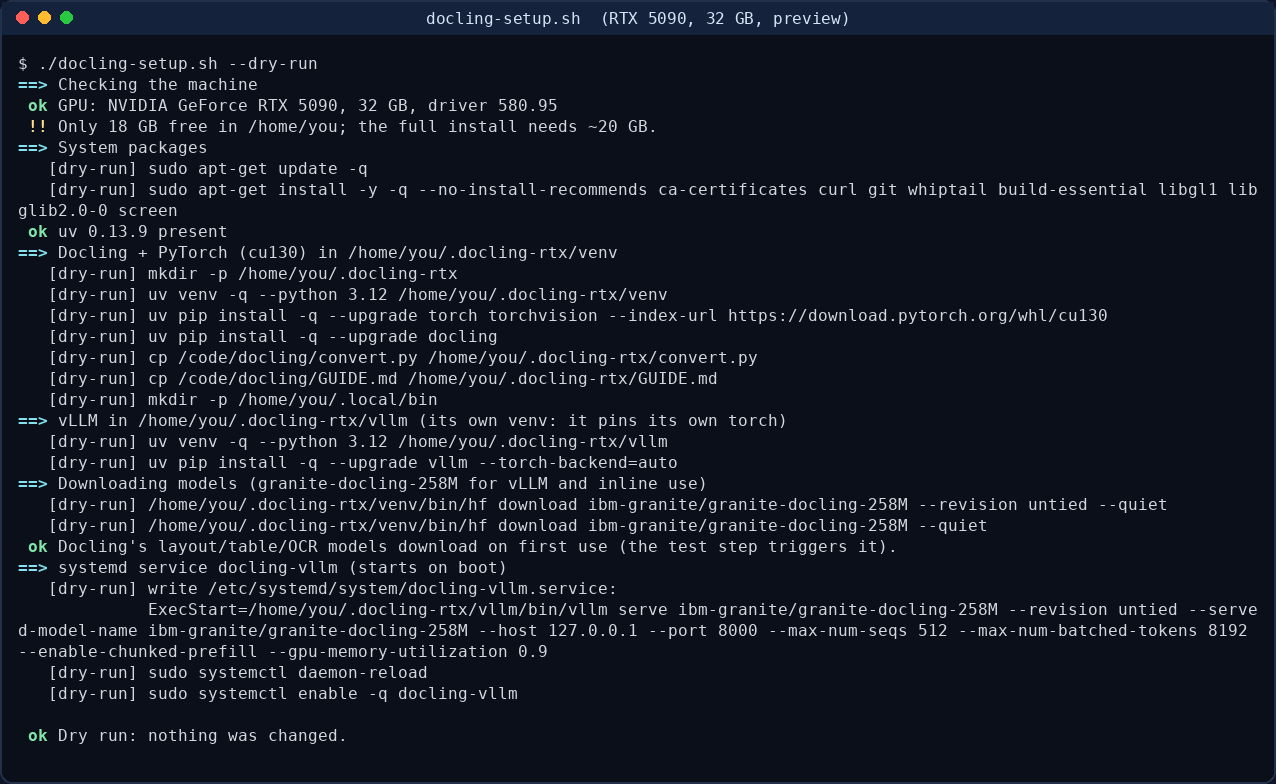 docling-setup.sh  (RTX 5090, 32 GB, preview)
$ ./docling-setup.sh --dry-run
==> Checking the machine
 ok GPU: NVIDIA GeForce RTX 5090, 32 GB, driver 580.95
 !! Only 18 GB free in /home/you; the full install needs ~20 GB.
==> System packages
   [dry-run] sudo apt-get update -q
   [dry-run] sudo apt-get install -y -q --no-install-recommends ca-certificates curl git whiptail build-essential libgl1 lib
glib2.0-0 screen
 ok uv 0.13.9 present
==> Docling + PyTorch (cu130) in /home/you/.docling-rtx/venv
   [dry-run] mkdir -p /home/you/.docling-rtx
   [dry-run] uv venv -q --python 3.12 /home/you/.docling-rtx/venv
   [dry-run] uv pip install -q --upgrade torch torchvision --index-url https://download.pytorch.org/whl/cu130
   [dry-run] uv pip install -q --upgrade docling
   [dry-run] cp /code/docling/convert.py /home/you/.docling-rtx/convert.py
   [dry-run] cp /code/docling/GUIDE.md /home/you/.docling-rtx/GUIDE.md
   [dry-run] mkdir -p /home/you/.local/bin
==> vLLM in /home/you/.docling-rtx/vllm (its own venv: it pins its own torch)
   [dry-run] uv venv -q --python 3.12 /home/you/.docling-rtx/vllm
   [dry-run] uv pip install -q --upgrade vllm --torch-backend=auto
==> Downloading models (granite-docling-258M for vLLM and inline use)
   [dry-run] /home/you/.docling-rtx/venv/bin/hf download ibm-granite/granite-docling-258M --revision untied --quiet
   [dry-run] /home/you/.docling-rtx/venv/bin/hf download ibm-granite/granite-docling-258M --quiet
 ok Docling's layout/table/OCR models download on first use (the test step triggers it).
==> systemd service docling-vllm (starts on boot)
   [dry-run] write /etc/systemd/system/docling-vllm.service:
             ExecStart=/home/you/.docling-rtx/vllm/bin/vllm serve ibm-granite/granite-docling-258M --revision untied --serve
d-model-name ibm-granite/granite-docling-258M --host 127.0.0.1 --port 8000 --max-num-seqs 512 --max-num-batched-tokens 8192
--enable-chunked-prefill --gpu-memory-utilization 0.9
   [dry-run] sudo systemctl daemon-reload
   [dry-run] sudo systemctl enable -q docling-vllm
 ok Dry run: nothing was changed.